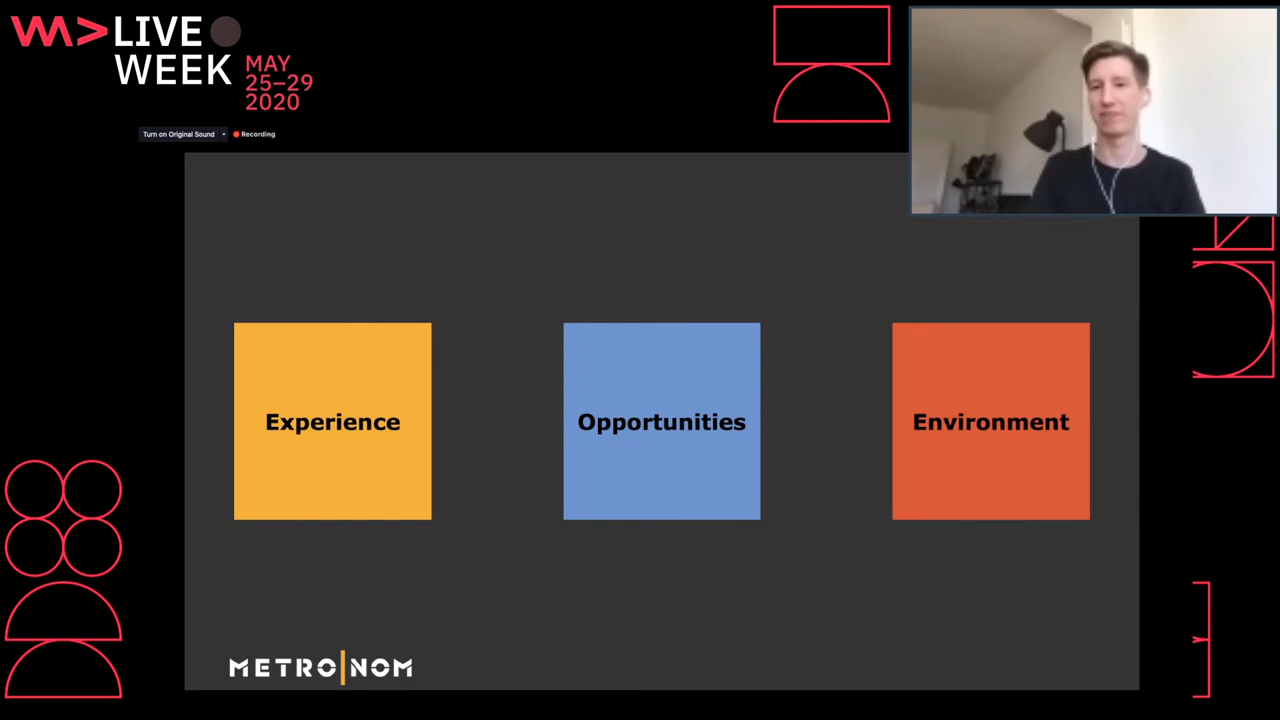 LIVE
WEEK
MAY
25–29
2020
Turn on Original Sound
Recording
Experience
Opportunities
Environment
METRO|NOM